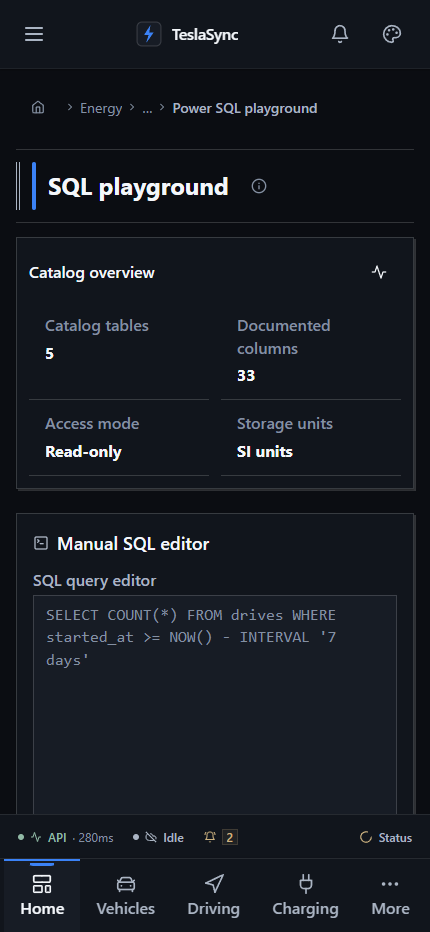 TeslaSync
Energy
...
Power SQL playground
SQL playground
Catalog overview
Catalog tables
5
Documented
columns
33
Access mode
Read-only
Storage units
SI units
Manual SQL editor
SQL query editor
SELECT COUNT(*) FROM drives WHERE
started_at >= NOW() - INTERVAL '7
days'
API · 280ms
Idle
2
Status
Home
Vehicles
Driving
Charging
More